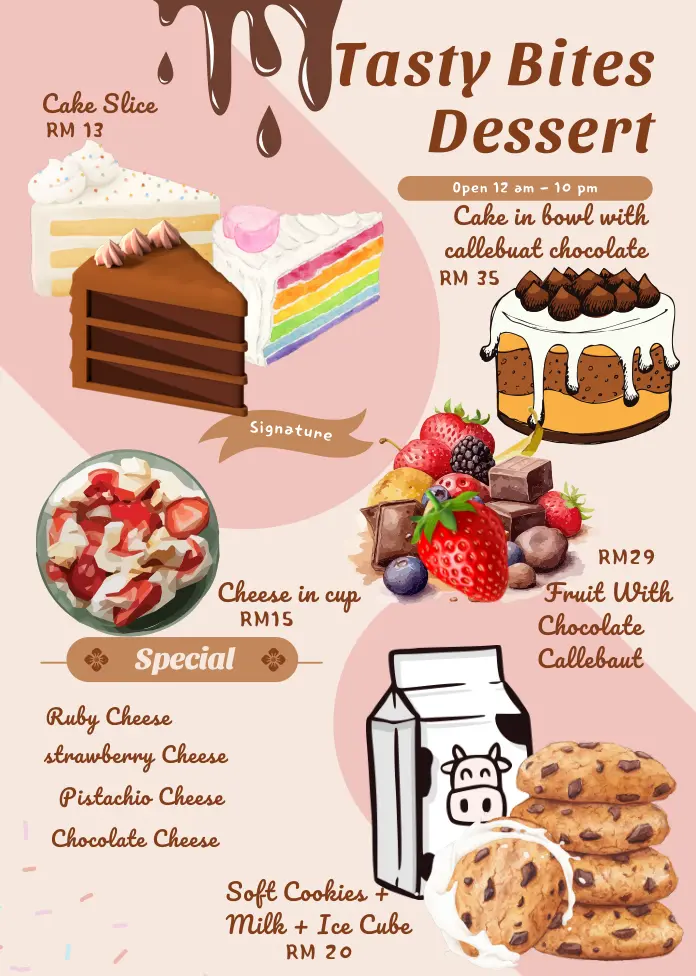 Tasty Bites
Dessert
Open 12 am - 10 pm
Cake Slice
RM 13
Cake in bowl with
callebuat chocolate
RM 35
Signature
Cheese in cup
RM15
RM29
Fruit With
Chocolate
Callebaut
Special
Ruby Cheese
strawberry Cheese
Pistachio Cheese
Chocolate Cheese
Soft Cookies +
Milk + Ice Cube
RM 20